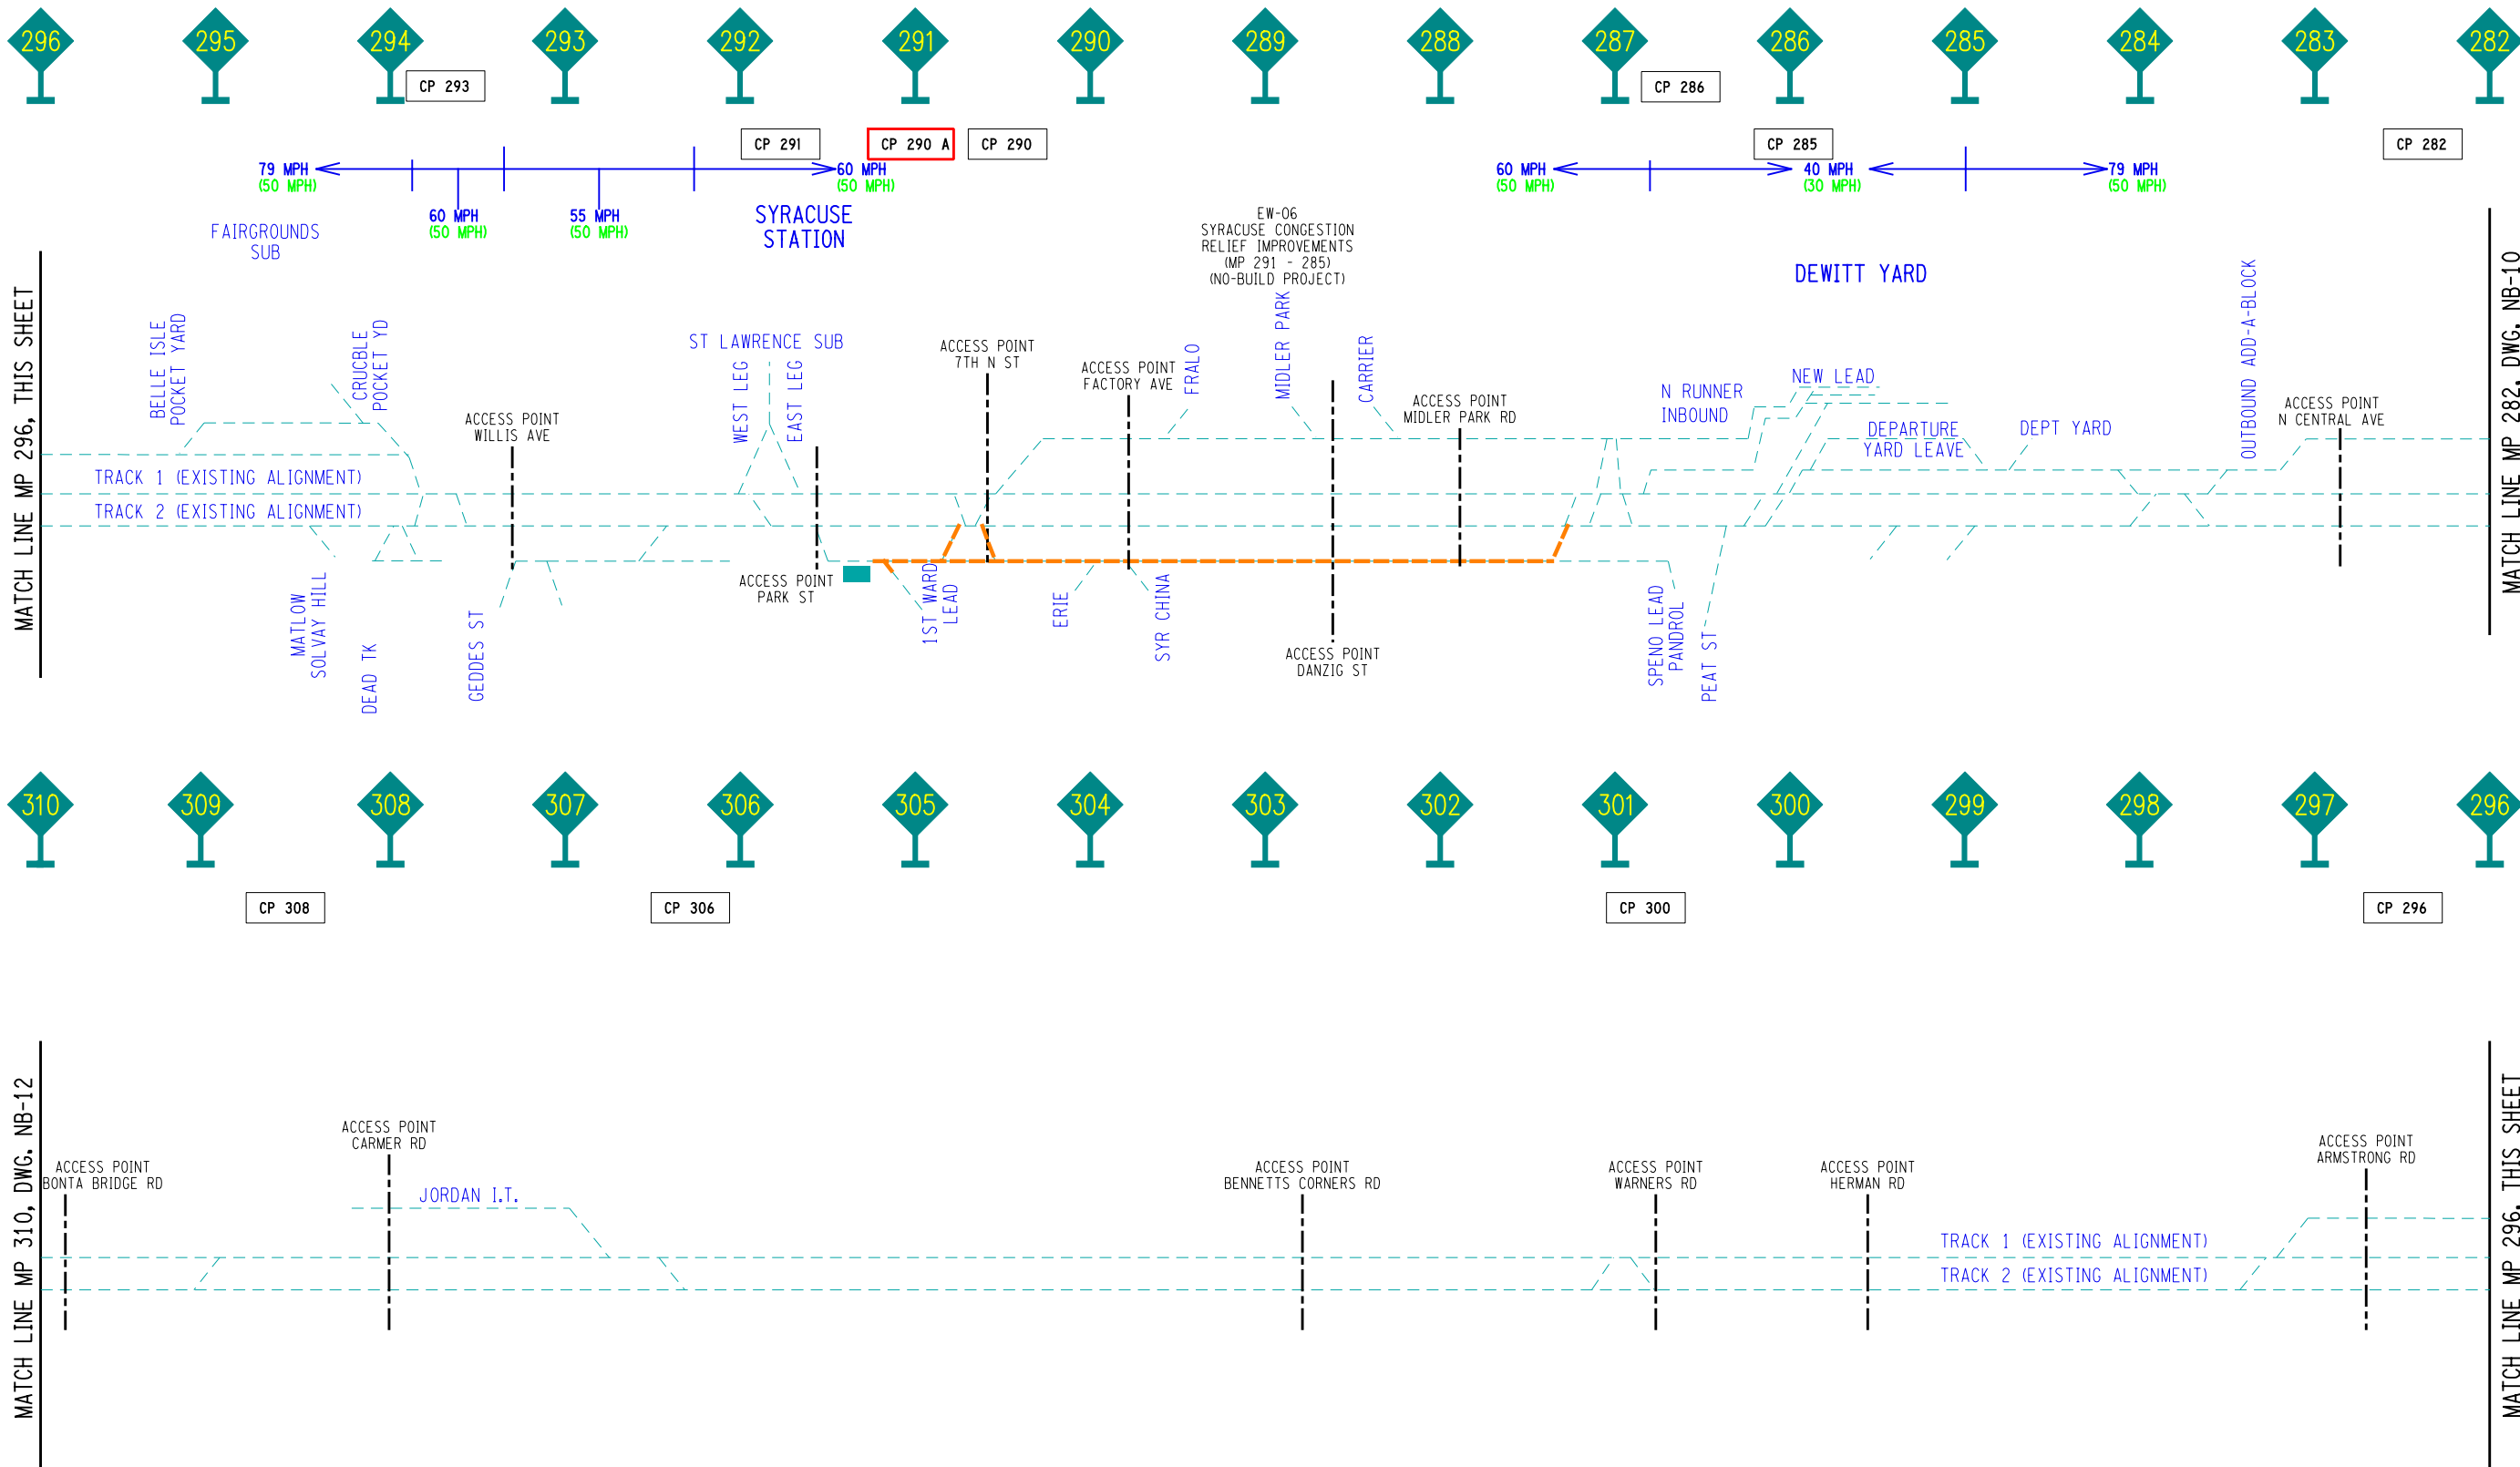 296
295
294
293
292
291
290
289
288
287
286
285
284
283
282
CP 293
CP 286
CP 291
CP 290 A
CP 290
CP 285
CP 282
79 MPH
(50 MPH)
60 MPH
(50 MPH)
55 MPH
(50 MPH)
60 MPH
(50 MPH)
60 MPH
(50 MPH)
40 MPH
(30 MPH)
79 MPH
(50 MPH)
FAIRGROUNDS
SUB
SYRACUSE
STATION
EW-06
SYRACUSE CONGESTION
RELIEF IMPROVEMENTS
(MP 291 - 285)
(NO-BUILD PROJECT)
DEWITT YARD
MATCH LINE MP 296, THIS SHEET
BELLE ISLE
POCKET YARD
CRUCBLE
POCKET YD
ACCESS POINT
WILLIS AVE
ST LAWRENCE SUB
WEST LEG
EAST LEG
ACCESS POINT
7TH N ST
ACCESS POINT
FACTORY AVE
FRALO
MIDLER PARK
CARRIER
ACCESS POINT
MIDLER PARK RD
N RUNNER
INBOUND
NEW LEAD
DEPARTURE
YARD LEAVE
DEPT YARD
OUTBOUND ADD-A-BLOCK
ACCESS POINT
N CENTRAL AVE
MATCH LINE MP 282, DWG. NB-10
TRACK 1 (EXISTING ALIGNMENT)
TRACK 2 (EXISTING ALIGNMENT)
MATLOW
SOLVAY HILL
DEAD TK
GEDDES ST
ACCESS POINT
PARK ST
1ST WARD
LEAD
ERIE
SYR CHINA
ACCESS POINT
DANZIG ST
SPENO LEAD
PANDROL
PEAT ST
310
309
308
307
306
305
304
303
302
301
300
299
298
297
296
CP 308
CP 306
CP 300
CP 296
MATCH LINE MP 310, DWG. NB-12
ACCESS POINT
BONTA BRIDGE RD
ACCESS POINT
CARMER RD
JORDAN I.T.
ACCESS POINT
BENNETTS CORNERS RD
ACCESS POINT
WARNERS RD
ACCESS POINT
HERMAN RD
ACCESS POINT
ARMSTRONG RD
TRACK 1 (EXISTING ALIGNMENT)
TRACK 2 (EXISTING ALIGNMENT)
MATCH LINE MP 296, THIS SHEET